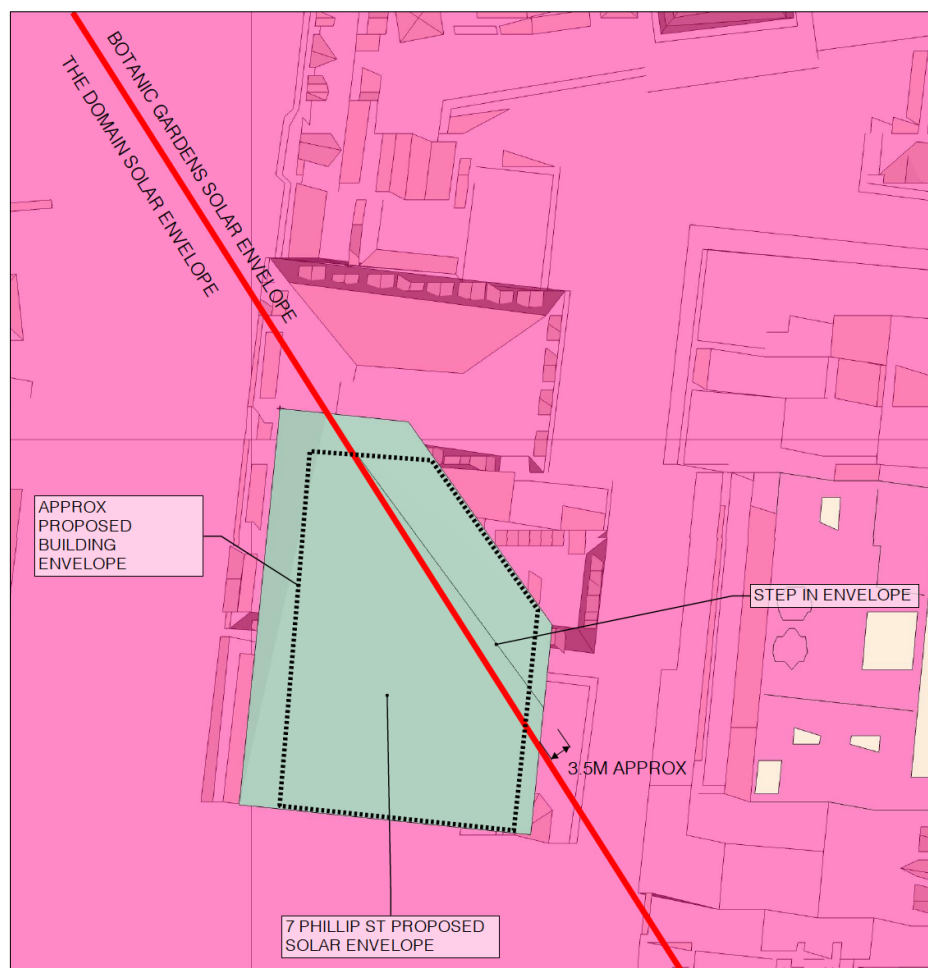 BOTANIC GARDENS SOLAR ENVELOPE
THE DOMAIN SOLAR ENVELOPE
APPROX
PROPOSED
BUILDING
ENVELOPE
STEP IN ENVELOPE
3.5M APPROX
7 PHILLIP ST PROPOSED
SOLAR ENVELOPE